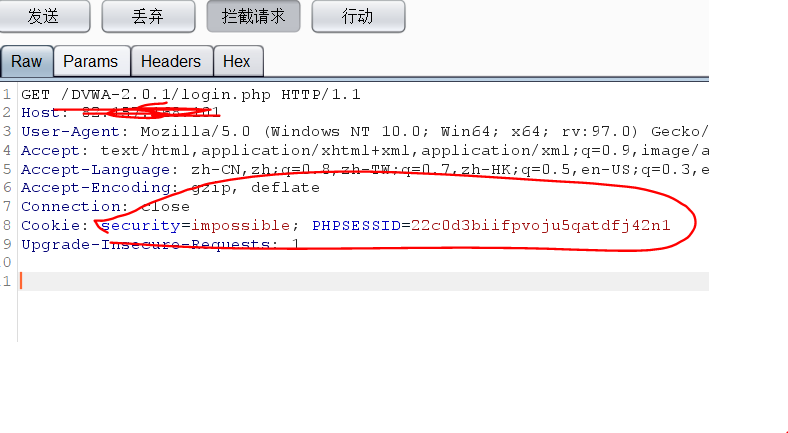 发送 丢弃 拦截请求 行动
Raw Params Headers Hex
1 GET /DVWA-2.0.1/login.php HTTP/1.1
2 Host:
3 User-Agent: Mozilla/5.0 (Windows NT 10.0; Win64; x64; rv:97.0) Gecko/
4 Accept: text/html,application/xhtml+xml,application/xml;q=0.9,image/a
5 Accept-Language: zh-CN,zh;q=0.8,zh-TW;q=0.7,zh-HK;q=0.5,en-US;q=0.3,e
6 Accept-Encoding: gzip, deflate
7 Connection: close
8 Cookie: security=impossible; PHPSESSID=22c0d3biifpvoju5qatdfj42n1
9 Upgrade-Insecure-Requests: 1
0
1